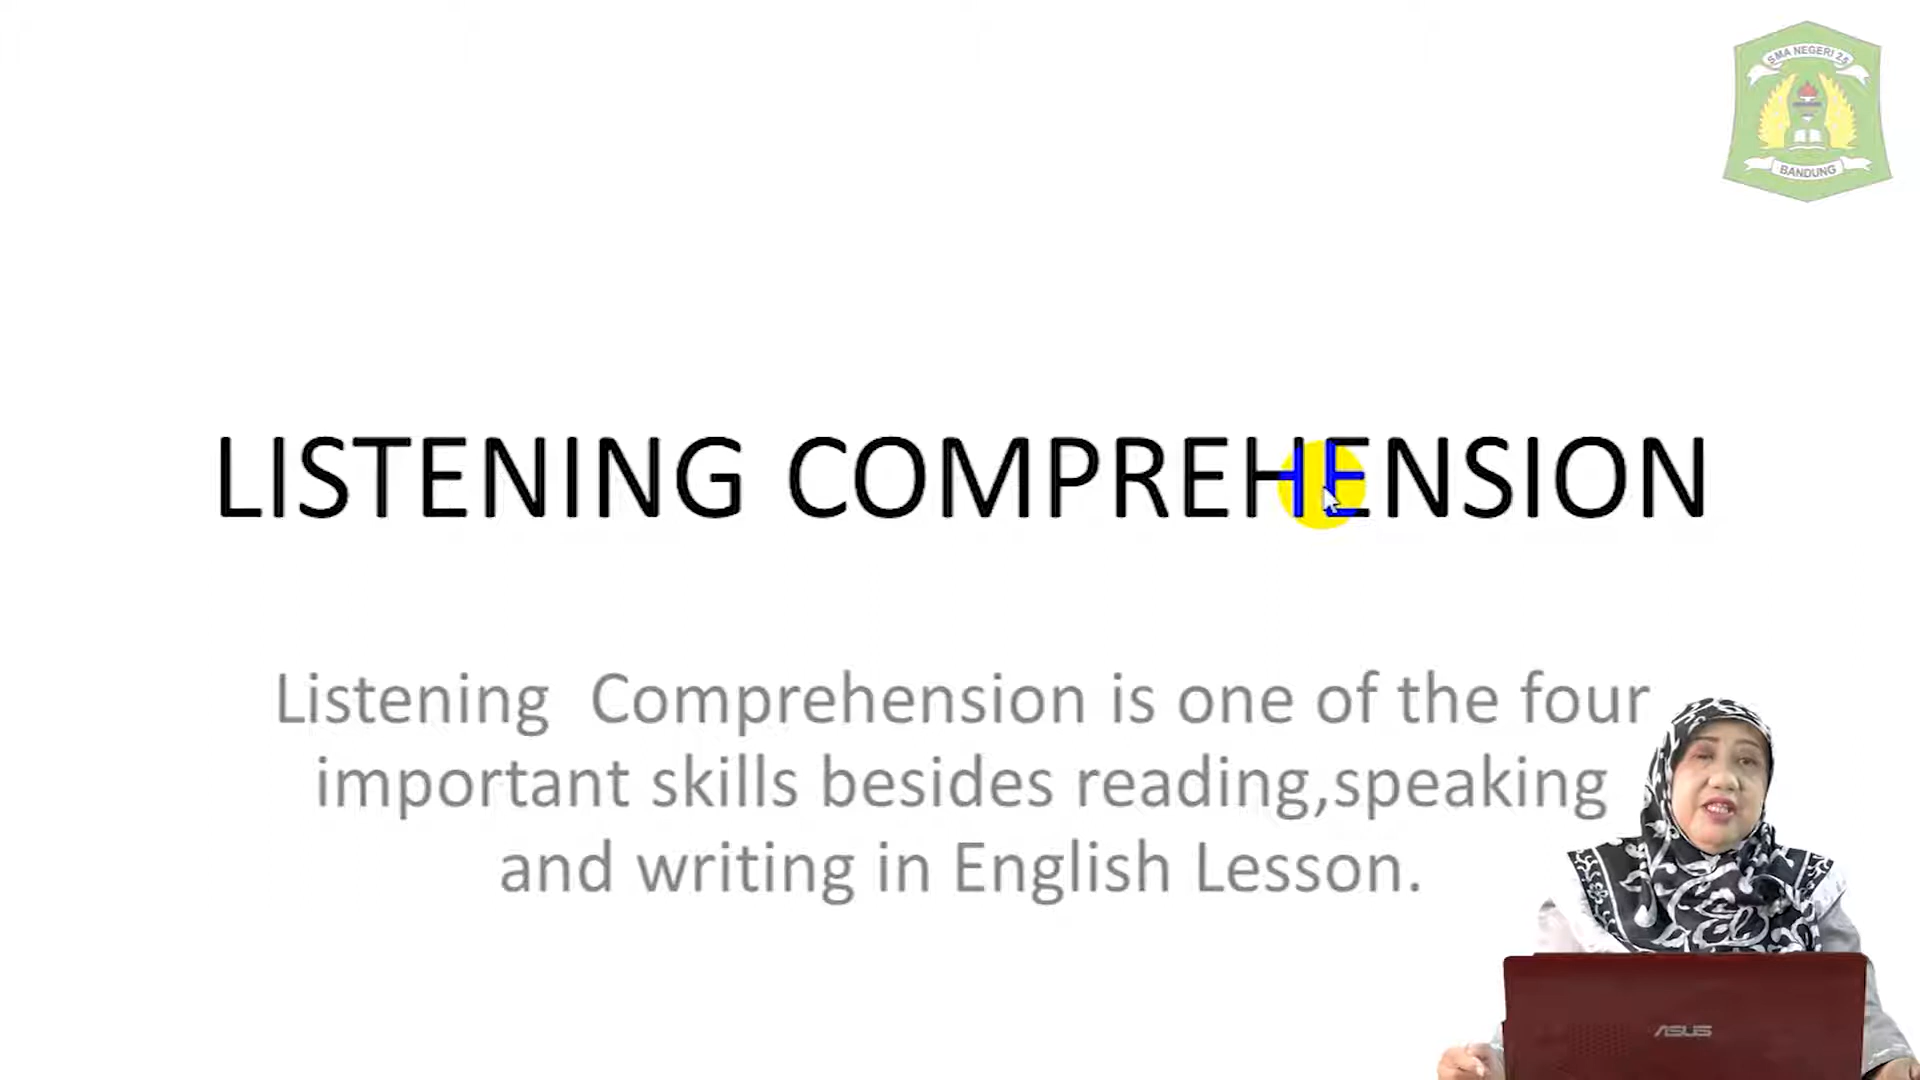 SMA NEGERI 25
BANDUNG
LISTENING COMPREHENSION
Listening  Comprehension is one of the four
important skills besides reading,speaking
and writing in English Lesson.
ASUS